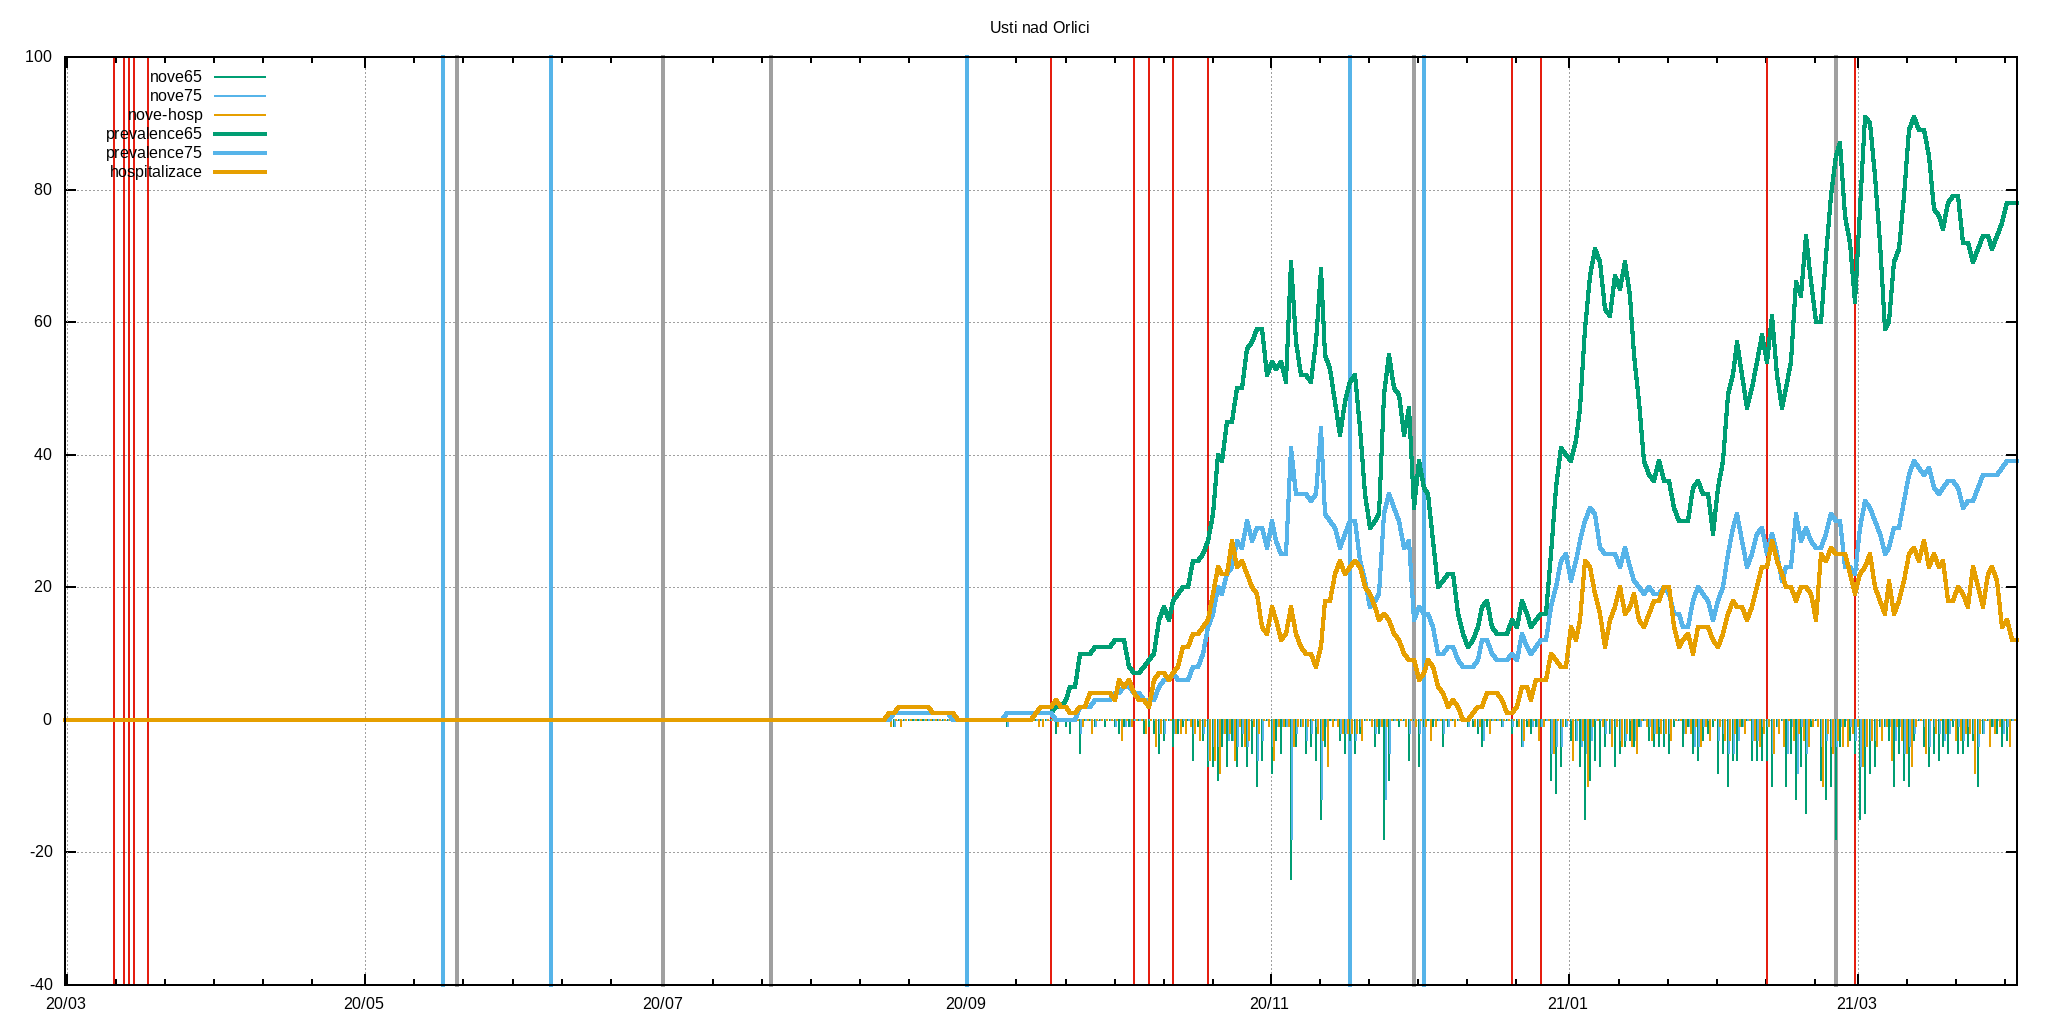 Usti nad Orlici
100
80
60
40
20
0
-20
-40
nove65
nove75
nove-hosp
prevalence65
prevalence75
hospitalizace
20/03 20/05 20/07 20/09 20/11 21/01 21/03